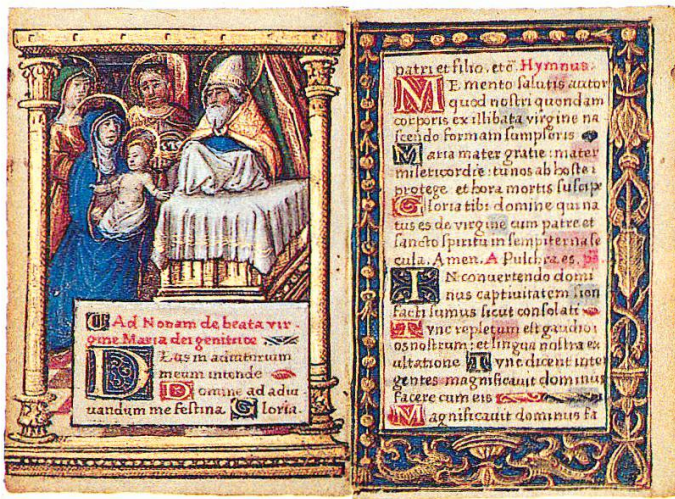 Ad Nonam de beata vir-
gine Maria dei genitrice
Deus in adiutorium
meum intende
Domine ad adiu
uandum me festina Gloria.
patri et filio. etc̄ Hymnus.
Memento salutis autor
quod nostri quondam
corporis ex illibata virgine na
scendo formam sumpseris
Maria mater gratie: mater
misericordie: tu nos ab hoste
protege et hora mortis suscipe
Gloria tibi domine qui na
tus es de virgine cum patre et
sancto spiritu in sempiterna se
cula. Amen. A Pulchra es. ps.
IN conuertendo domi
nus captiuitatem sion
facti sumus sicut consolati
Tunc repletum est gaudio
os nostrum: et lingua nostra ex
ultatione Tunc dicent inter
gentes magnificauit dominus
facere cum eis
Magnificauit dominus fa